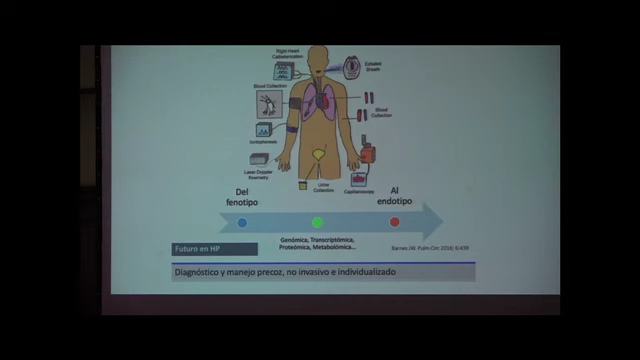 Right Heart
Catheterization
Exhaled
Breath
Blood Collection
Blood
Collection
Iontophoresis
Laser Doppler
Flowmetry
Urine
Collection
Capillaroscopy
Del
fenotipo
Al
endotipo
Genómica, Transcriptómica,
Proteómica, Metabolómica...
Futuro en HP
Barnes JW. Pulm Circ 2016; 6:439
Diagnóstico y manejo precoz, no invasivo e individualizado